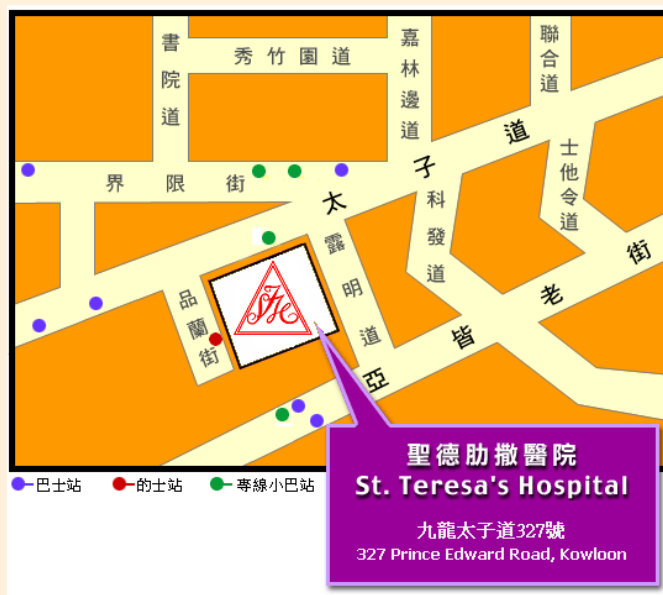 書院道
秀竹園道
嘉林邊道
聯合道
界限街
太子道
士他令道
科發道
露明道
品蘭街
亞皆老街
STH
巴士站
的士站
專線小巴站
聖德肋撒醫院
St. Teresa's Hospital
九龍太子道327號
327 Prince Edward Road, Kowloon